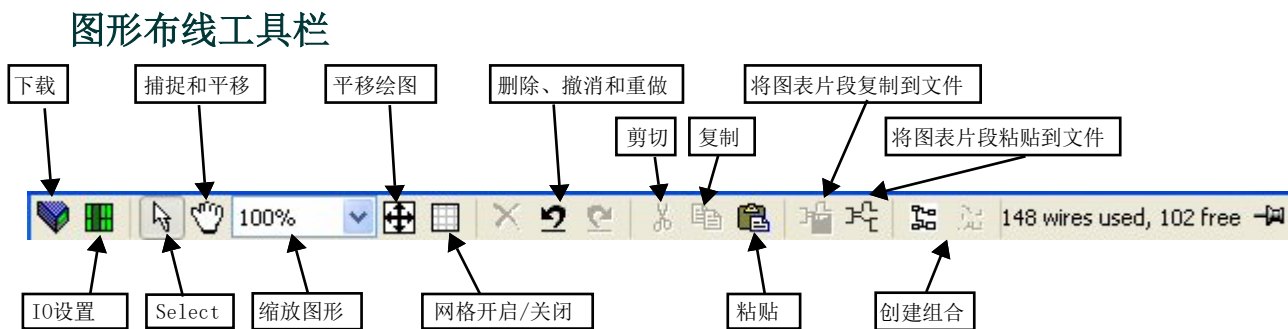 图形布线工具栏
下载
捕捉和平移
平移绘图
删除、撤消和重做
将图表片段复制到文件
剪切
复制
将图表片段粘贴到文件
100%
148 wires used, 102 free
IO设置
Select
缩放图形
网格开启/关闭
粘贴
创建组合